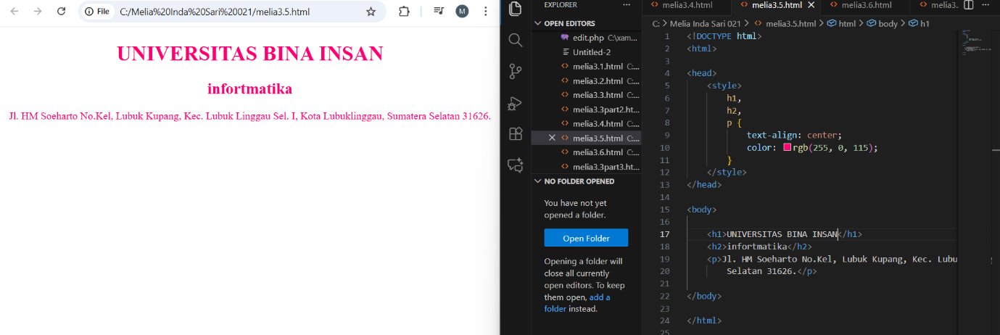 File C:/Melia%20Inda%20Sari%20021/melia3.5.html M
UNIVERSITAS BINA INSAN
infortmatika
Jl. HM Soeharto No.Kel, Lubuk Kupang, Kec. Lubuk Linggau Sel. I, Kota Lubuklinggau, Sumatera Selatan 31626.
EXPLORER ···
OPEN EDITORS
edit.php C:\xam...
Untitled-2
melia3.1.html C:...
melia3.2.html C:...
melia3.3.html C:...
melia3.3part2.ht...
melia3.4.html C:...
melia3.5.html C:...
melia3.6.html C:...
melia3.3part3.ht...
NO FOLDER OPENED
You have not yet
opened a folder.
Open Folder
Opening a folder will
close all currently
open editors. To keep
them open, add a
folder instead.
melia3.4.html melia3.5.html melia3.6.html melia3.
C: > Melia Inda Sari 021 > melia3.5.html > html > body > h1
1 <!DOCTYPE html>
2 <html>
3
4 <head>
5 <style>
6 h1,
7 h2,
8 p {
9 text-align: center;
10 color: rgb(255, 0, 115);
11 }
12 </style>
13 </head>
14
15 <body>
16
17 <h1>UNIVERSITAS BINA INSAN</h1>
18 <h2>infortmatika</h2>
19 <p>Jl. HM Soeharto No.Kel, Lubuk Kupang, Kec. Lubu
20 Selatan 31626.</p>
21
22 </body>
23
24 </html>
25